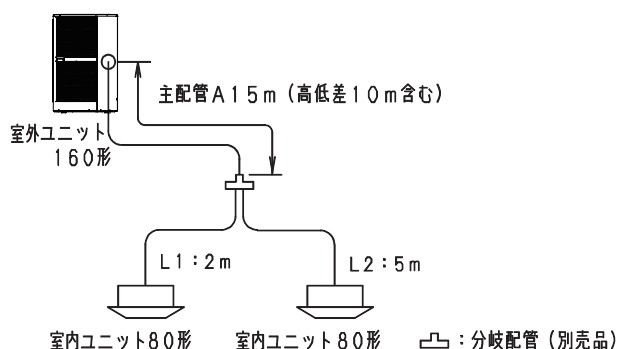 主配管A15m(高低差10m含む)
室外ユニット
160形
L1:2m
L2:5m
室内ユニット80形
室内ユニット80形
:分岐配管(別売品)